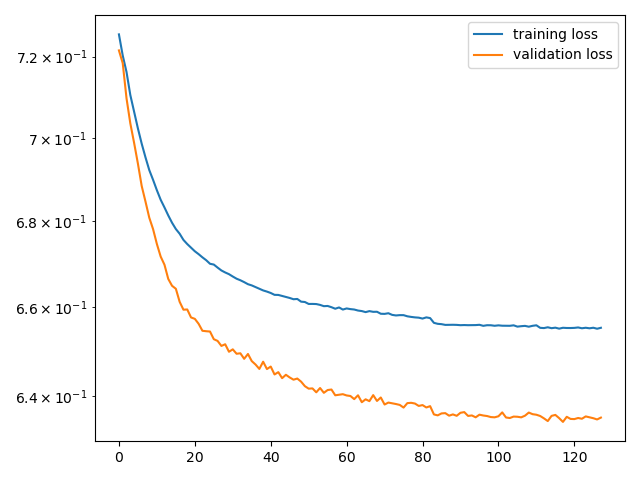 training loss
validation loss
7.2 × 10⁻¹
7 × 10⁻¹
6.8 × 10⁻¹
6.6 × 10⁻¹
6.4 × 10⁻¹
0 20 40 60 80 100 120